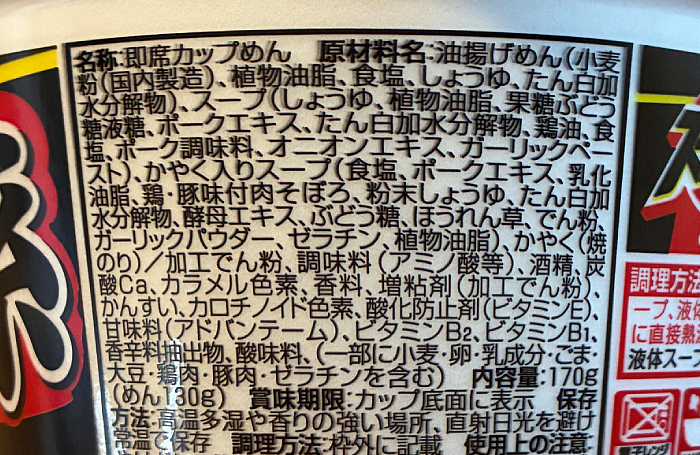 名称:即席カップめん 原材料名:油揚げめん(小麦
粉(国内製造)、植物油脂、食塩、しょうゆ、たん白加
水分解物)、スープ(しょうゆ、植物油脂、果糖ぶどう
糖液糖、ポークエキス、たん白加水分解物、鶏油、食
塩、ポーク調味料、オニオンエキス、ガーリックペー
スト)、かやく入りスープ(食塩、ポークエキス、乳化
油脂、鶏・豚味付肉そぼろ、粉末しょうゆ、たん白加
水分解物、酵母エキス、ぶどう糖、ほうれん草、でん粉、
ガーリックパウダー、ゼラチン、植物油脂)、かやく(焼
のり)/加工でん粉、調味料(アミノ酸等)、酒精、炭
酸Ca、カラメル色素、香料、増粘剤(加工でん粉)、
かんすい、カロチノイド色素、酸化防止剤(ビタミンE)、
甘味料(アドバンテーム)、ビタミンB2、ビタミンB1、
香辛料抽出物、酸味料、(一部に小麦・卵・乳成分・ごま・
大豆・鶏肉・豚肉・ゼラチンを含む) 内容量:170g
(めん130g) 賞味期限:カップ底面に表示 保存
方法:高温多湿や香りの強い場所、直射日光を避け
常温で保存 調理方法:枠外に記載 使用上の注意:
調理方法
ープ、液体
に直接熱湯
液体スー
電子レンジ